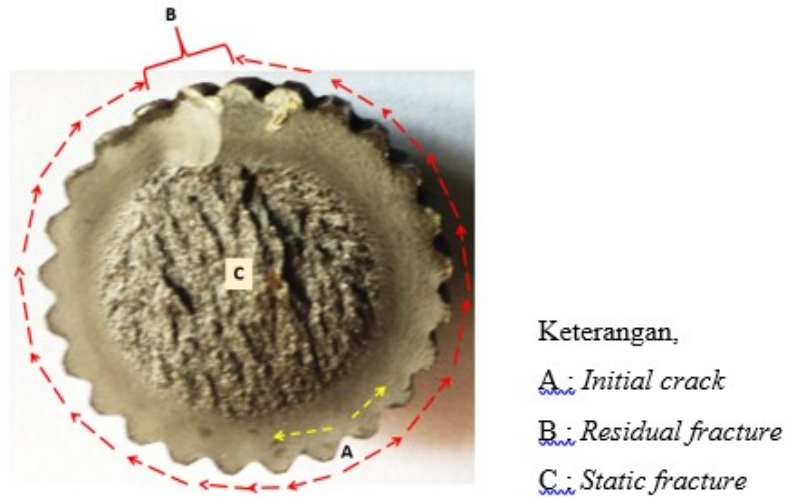 B
C
A
Keterangan,
A : Initial crack
B : Residual fracture
C : Static fracture